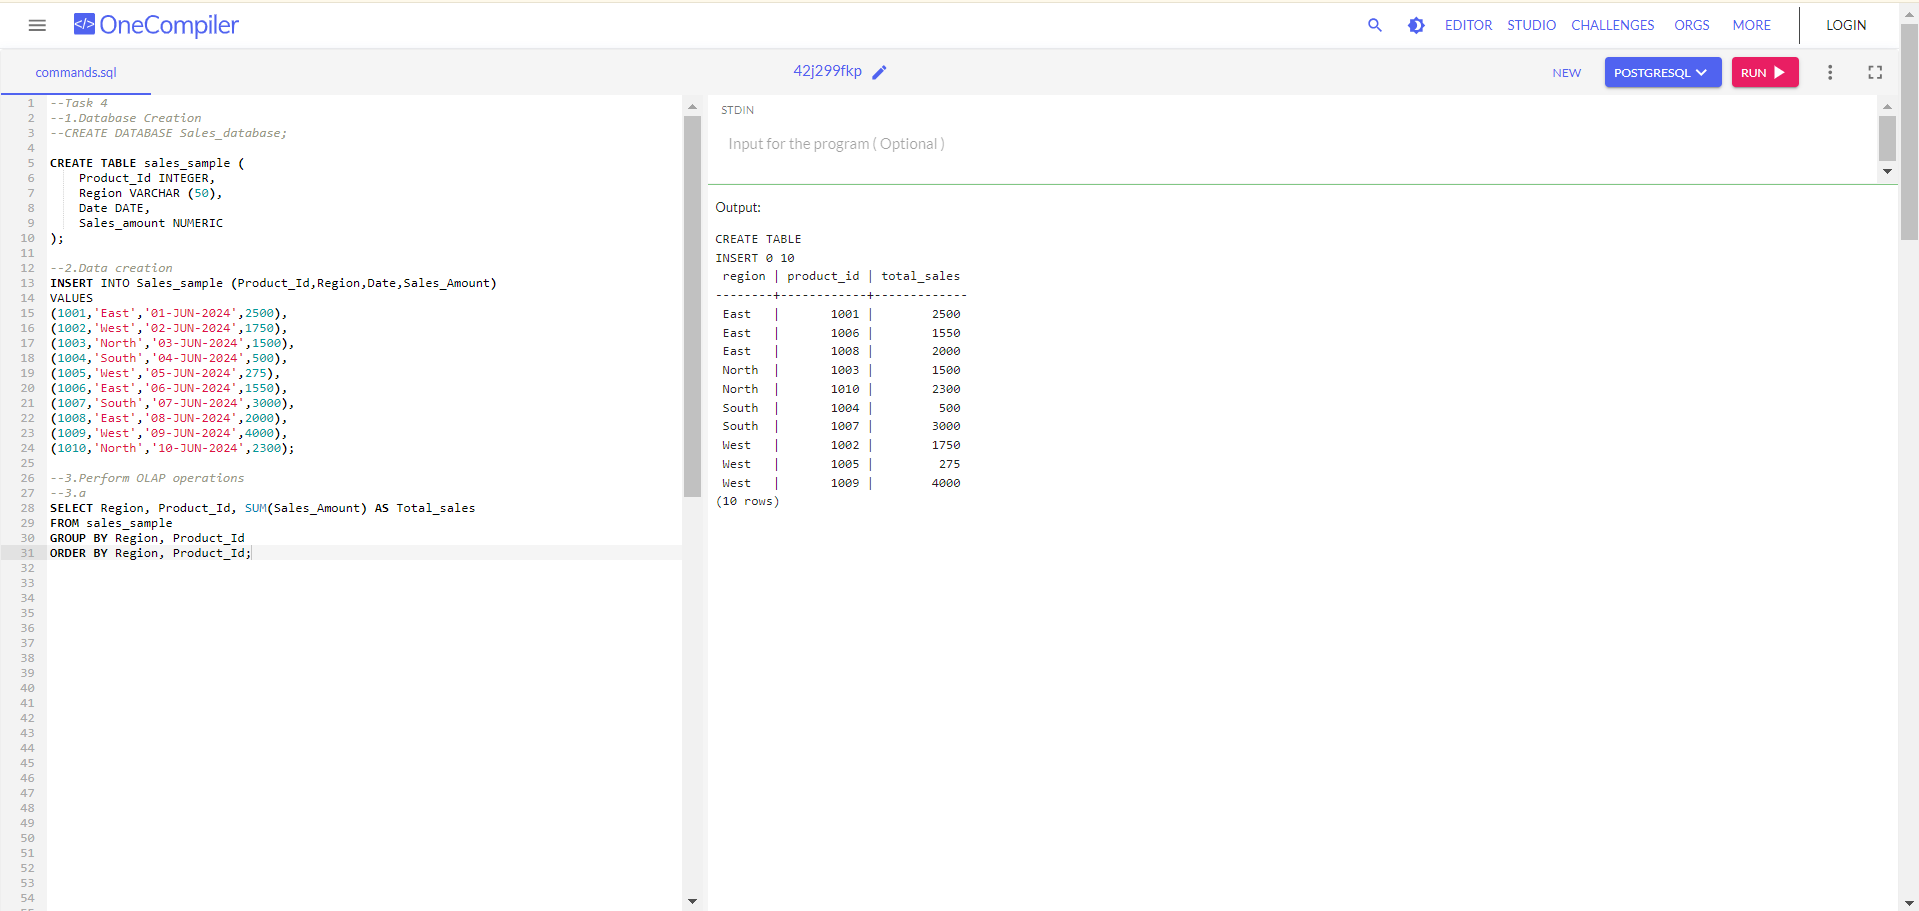 OneCompiler
EDITOR STUDIO CHALLENGES ORGS MORE LOGIN
commands.sql
42j299fkp
NEW POSTGRESQL RUN
1 --Task 4
2 --1.Database Creation
3 --CREATE DATABASE Sales_database;
4
5 CREATE TABLE sales_sample (
6     Product_Id INTEGER,
7     Region VARCHAR (50),
8     Date DATE,
9     Sales_amount NUMERIC
10 );
11
12 --2.Data creation
13 INSERT INTO Sales_sample (Product_Id,Region,Date,Sales_Amount)
14 VALUES
15 (1001,'East','01-JUN-2024',2500),
16 (1002,'West','02-JUN-2024',1750),
17 (1003,'North','03-JUN-2024',1500),
18 (1004,'South','04-JUN-2024',500),
19 (1005,'West','05-JUN-2024',275),
20 (1006,'East','06-JUN-2024',1550),
21 (1007,'South','07-JUN-2024',3000),
22 (1008,'East','08-JUN-2024',2000),
23 (1009,'West','09-JUN-2024',4000),
24 (1010,'North','10-JUN-2024',2300);
25
26 --3.Perform OLAP operations
27 --3.a
28 SELECT Region, Product_Id, SUM(Sales_Amount) AS Total_sales
29 FROM sales_sample
30 GROUP BY Region, Product_Id
31 ORDER BY Region, Product_Id;
32
33
34
35
36
37
38
39
40
41
42
43
44
45
46
47
48
49
50
51
52
53
54
STDIN
Input for the program ( Optional )
Output:
CREATE TABLE
INSERT 0 10
 region | product_id | total_sales
--------+------------+-------------
 East   |       1001 |        2500
 East   |       1006 |        1550
 East   |       1008 |        2000
 North  |       1003 |        1500
 North  |       1010 |        2300
 South  |       1004 |         500
 South  |       1007 |        3000
 West   |       1002 |        1750
 West   |       1005 |         275
 West   |       1009 |        4000
(10 rows)